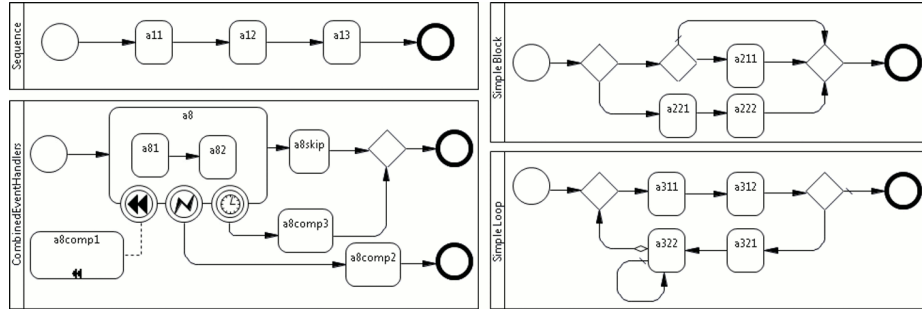 Sequence
a11
a12
a13
CombinedEventHandlers
a8
a81
a82
a8skip
a8comp3
a8comp1
a8comp2
Simple Block
a211
a221
a222
Simple Loop
a311
a312
a322
a321